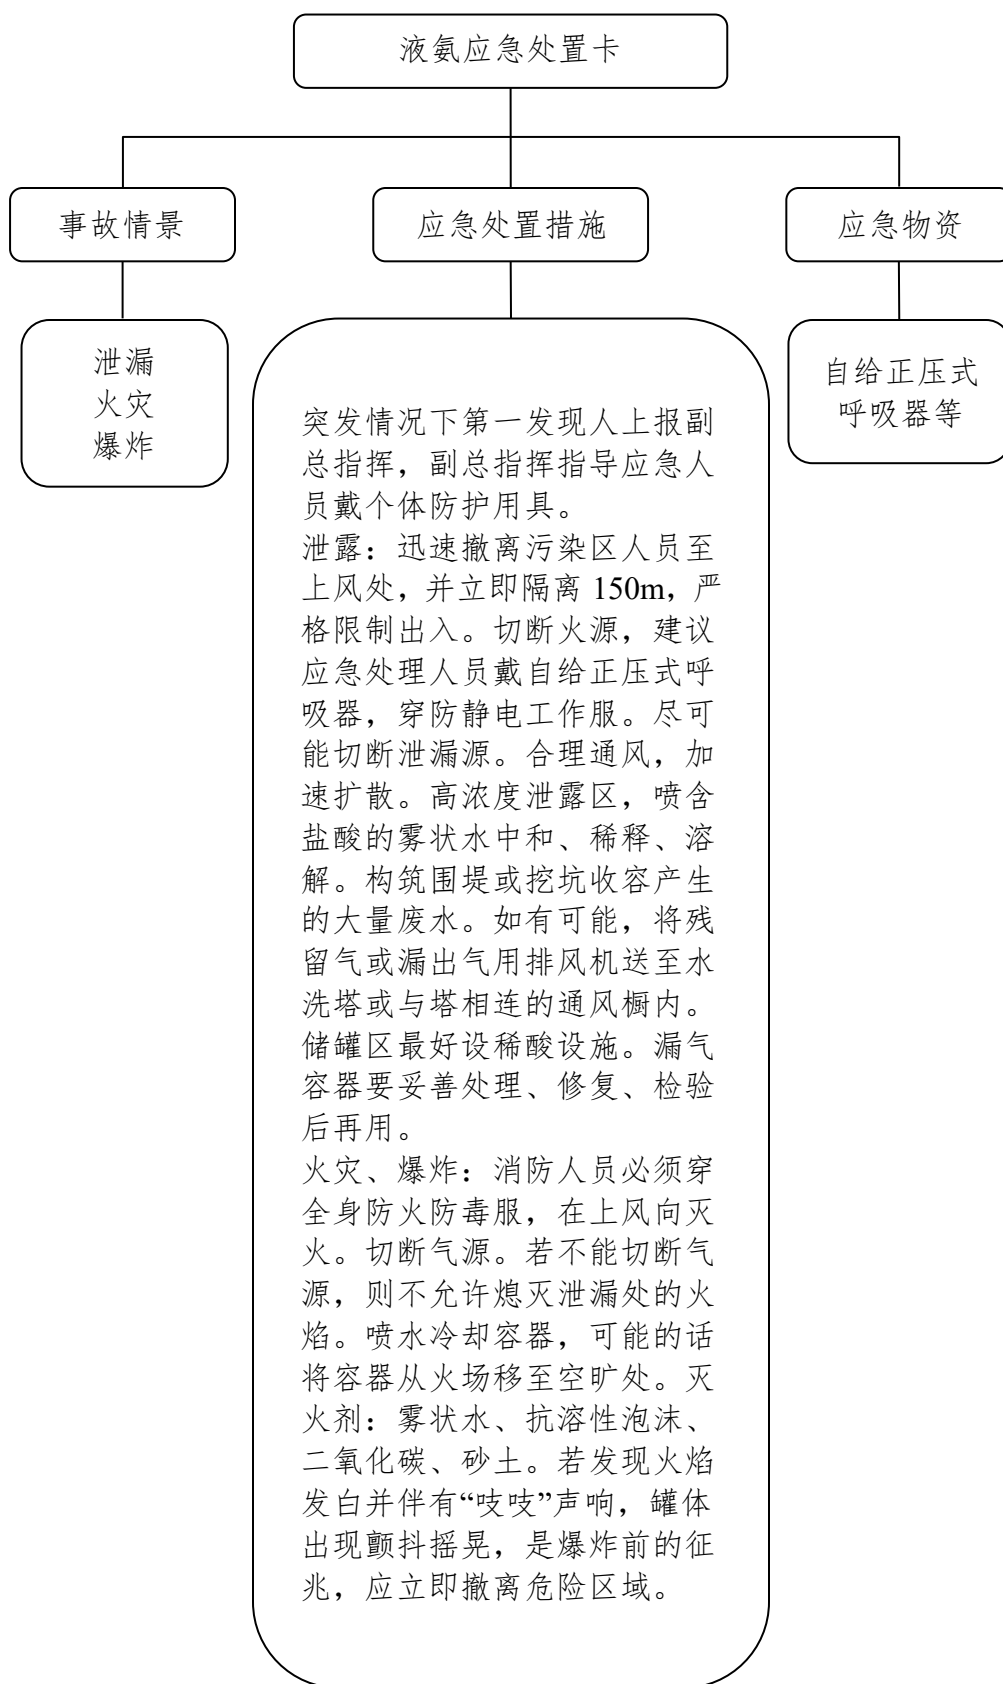 液氨应急处置卡
事故情景
应急处置措施
应急物资
泄漏
火灾
爆炸
突发情况下第一发现人上报副
总指挥，副总指挥指导应急人
员戴个体防护用具。
泄露：迅速撤离污染区人员至
上风处，并立即隔离 150m，严
格限制出入。切断火源，建议
应急处理人员戴自给正压式呼
吸器，穿防静电工作服。尽可
能切断泄漏源。合理通风，加
速扩散。高浓度泄露区，喷含
盐酸的雾状水中和、稀释、溶
解。构筑围堤或挖坑收容产生
的大量废水。如有可能，将残
留气或漏出气用排风机送至水
洗塔或与塔相连的通风橱内。
储罐区最好设稀酸设施。漏气
容器要妥善处理、修复、检验
后再用。
火灾、爆炸：消防人员必须穿
全身防火防毒服，在上风向灭
火。切断气源。若不能切断气
源，则不允许熄灭泄漏处的火
焰。喷水冷却容器，可能的话
将容器从火场移至空旷处。灭
火剂：雾状水、抗溶性泡沫、
二氧化碳、砂土。若发现火焰
发白并伴有“吱吱”声响，罐体
出现颤抖摇晃，是爆炸前的征
兆，应立即撤离危险区域。
自给正压式
呼吸器等